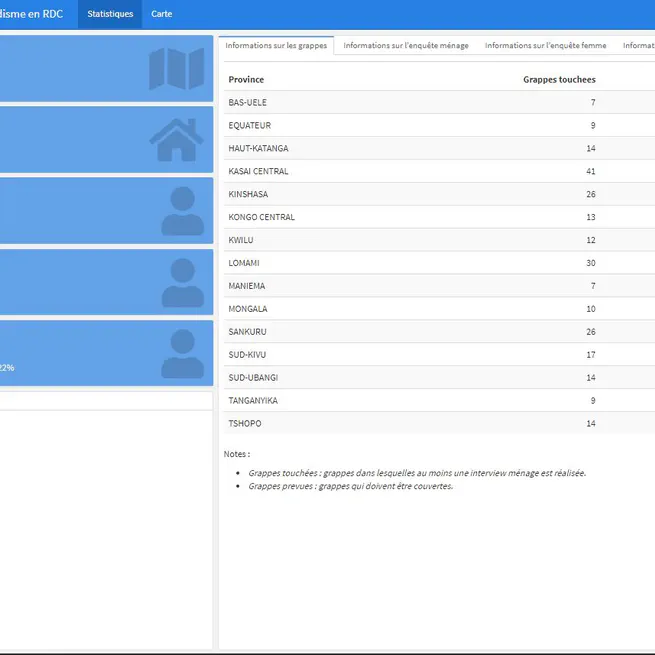 disme en RDC Statistiques Carte
Informations sur les grappes Informations sur l'enquête ménage Informations sur l'enquête femme Informat
Province Grappes touchees
BAS-UELE 7
EQUATEUR 9
HAUT-KATANGA 14
KASAI CENTRAL 41
KINSHASA 26
KONGO CENTRAL 13
KWILU 12
LOMAMI 30
MANIEMA 7
MONGALA 10
SANKURU 26
SUD-KIVU 17
22%
SUD-UBANGI 14
TANGANYIKA 9
TSHOPO 14
Notes :
Grappes touchées : grappes dans lesquelles au moins une interview ménage est réalisée.
Grappes prevues : grappes qui doivent être couvertes.